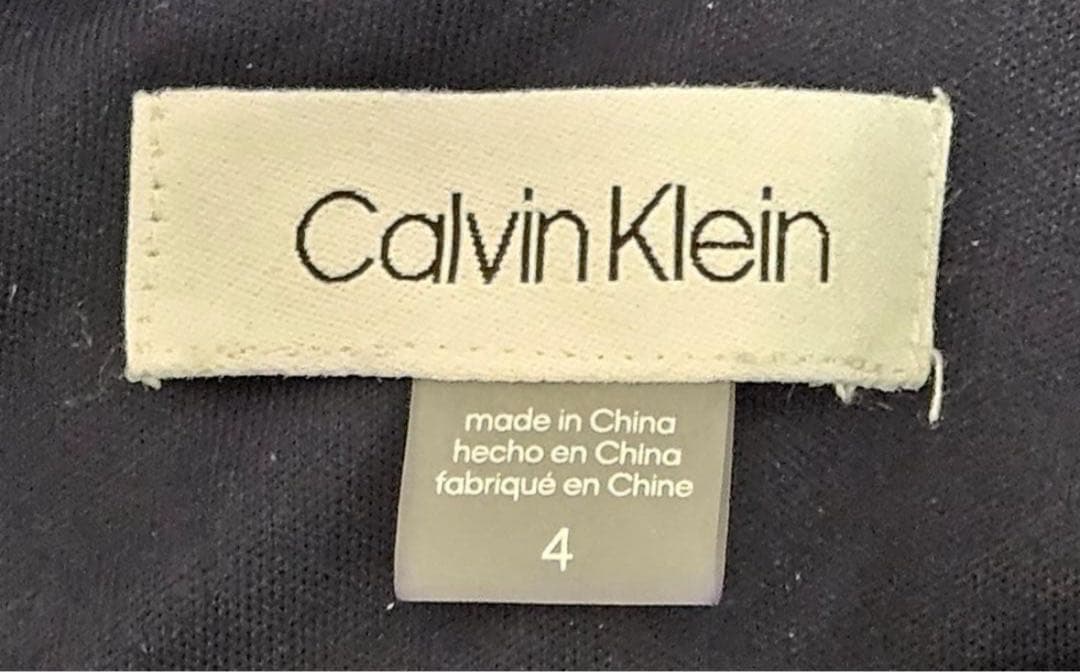 Calvin Klein
made in China
hecho en China
fabriqué en Chine
4